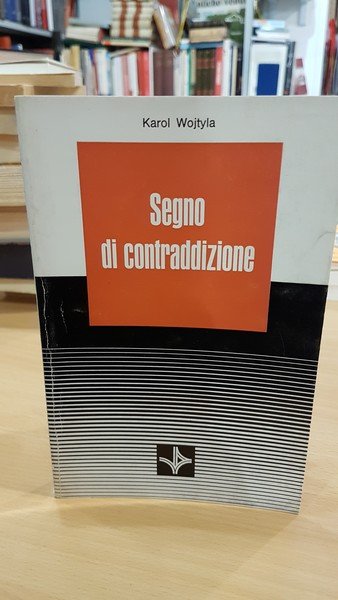 Karol Wojtyla
Segno
di contraddizione